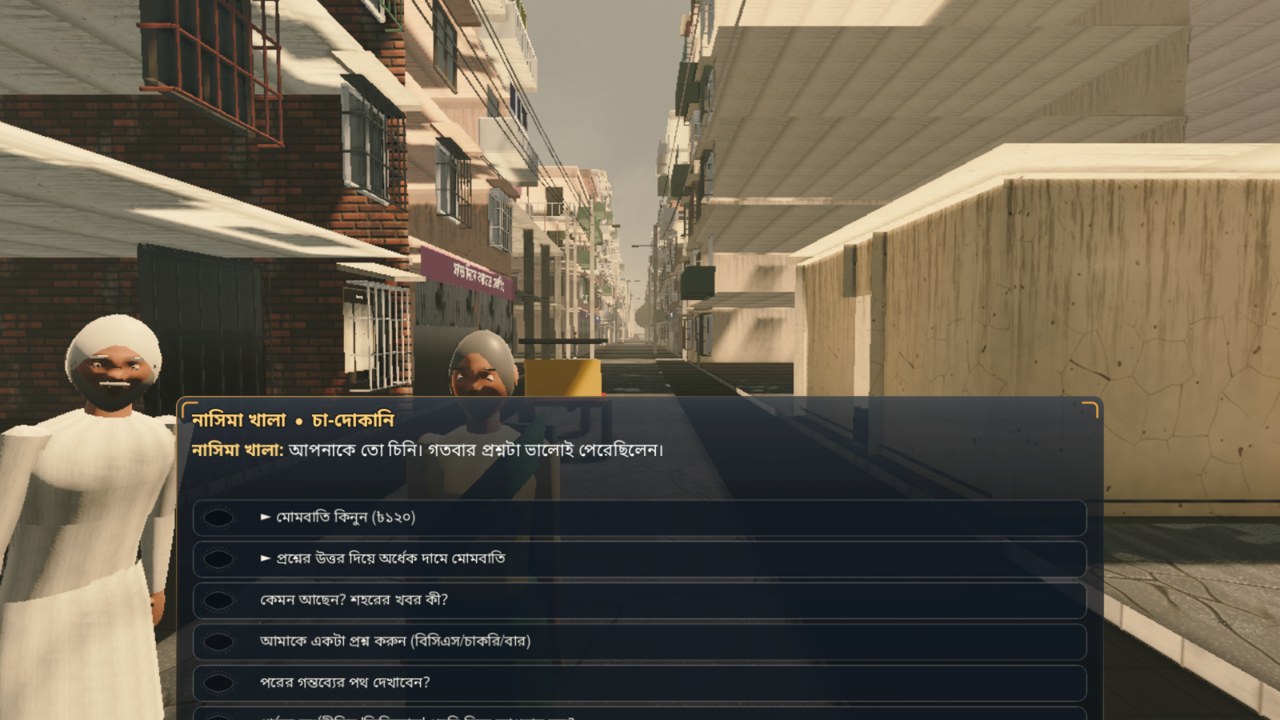 নাসিমা খালা • চা-দোকানি
নাসিমা খালা: আপনাকে তো চিনি। গতবার প্রশ্নটা ভালোই পেরেছিলেন।
► মোমবাতি কিনুন (৳১২০)
► প্রশ্নের উত্তর দিয়ে অর্ধেক দামে মোমবাতি
কেমন আছেন? শহরের খবর কী?
আমাকে একটা প্রশ্ন করুন (বিসিএস/চাকরি/বার)
পরের গন্তব্যের পথ দেখাবেন?